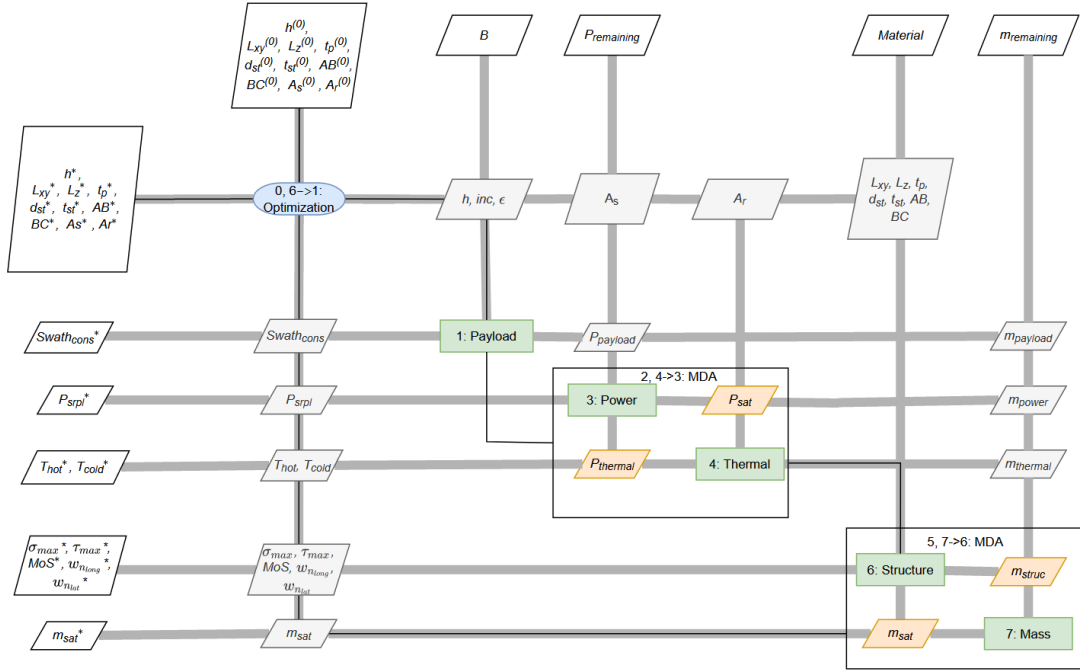 h⁽⁰⁾,
Lxy⁽⁰⁾, Lz⁽⁰⁾, tp⁽⁰⁾,
dst⁽⁰⁾, tst⁽⁰⁾, AB⁽⁰⁾,
BC⁽⁰⁾, As⁽⁰⁾, Ar⁽⁰⁾
B
Premaining
Material
mremaining
h*,
Lxy*, Lz*, tp*,
dst*, tst*, AB*,
BC*, As*, Ar*
0, 6->1:
Optimization
h, inc, ϵ
As
Ar
Lxy, Lz, tp,
dst, tst, AB,
BC
Swathcons*
Swathcons
1: Payload
Ppayload
mpayload
2, 4->3: MDA
Psrpl*
Psrpl
3: Power
Psat
mpower
Thot*, Tcold*
Thot, Tcold
Pthermal
4: Thermal
mthermal
5, 7->6: MDA
σmax*, τmax*,
MoS*, wnlong*,
wnlat*
σmax, τmax,
MoS, wnlong,
wnlat
6: Structure
mstruc
msat*
msat
msat
7: Mass